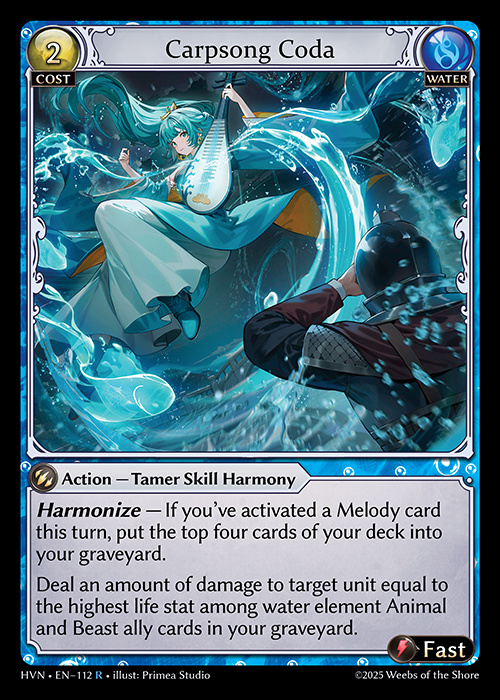 2
COST
Carpsong Coda
WATER
Action — Tamer Skill Harmony
Harmonize — If you've activated a Melody card
this turn, put the top four cards of your deck into
your graveyard.
Deal an amount of damage to target unit equal to
the highest life stat among water element Animal
and Beast ally cards in your graveyard.
Fast
HVN • EN–112 R • illust: Primea Studio
©2025 Weebs of the Shore